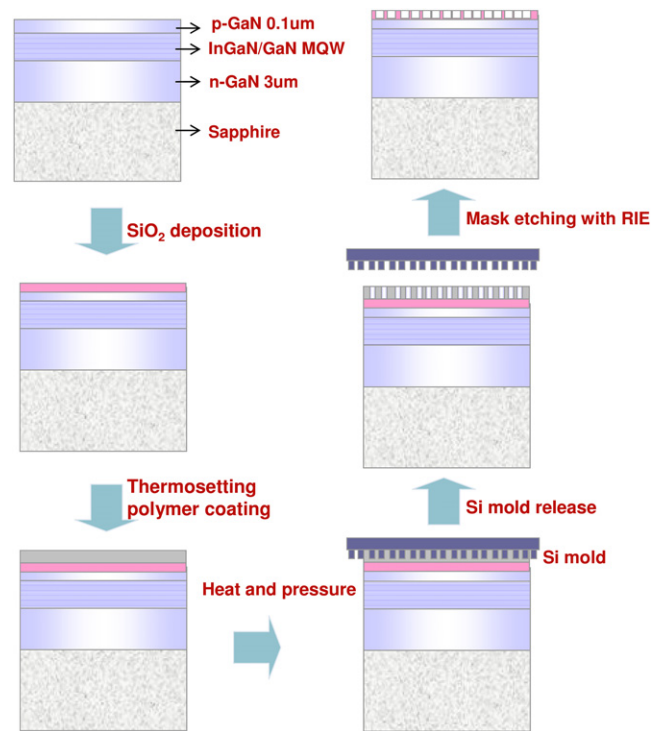 p-GaN 0.1um
InGaN/GaN MQW
n-GaN 3um
Sapphire
SiO₂ deposition
Thermosetting
polymer coating
Heat and pressure
Si mold
Si mold release
Mask etching with RIE